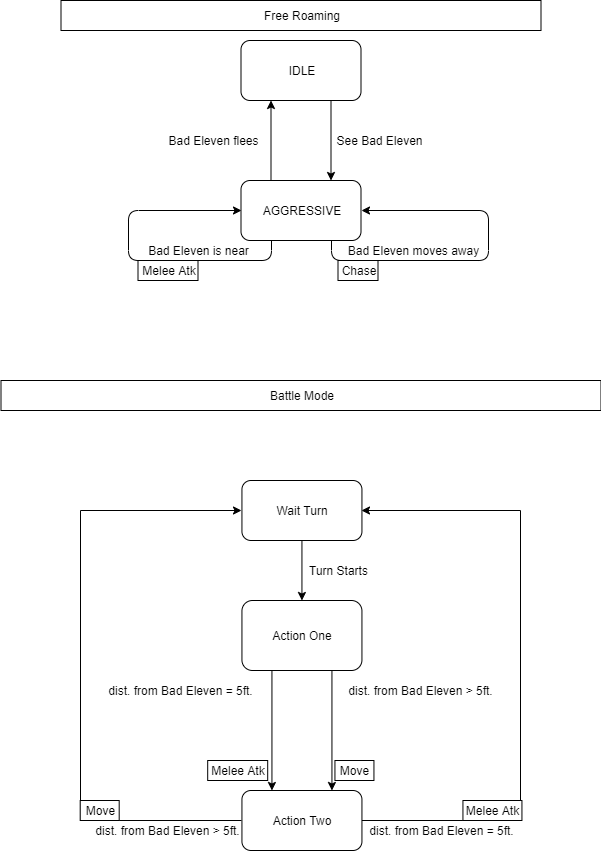 Free Roaming
IDLE
Bad Eleven flees
See Bad Eleven
AGGRESSIVE
Bad Eleven is near
Bad Eleven moves away
Melee Atk
Chase
Battle Mode
Wait Turn
Turn Starts
Action One
dist. from Bad Eleven = 5ft.
dist. from Bad Eleven > 5ft.
Melee Atk
Move
Move
Melee Atk
Action Two
dist. from Bad Eleven > 5ft.
dist. from Bad Eleven = 5ft.